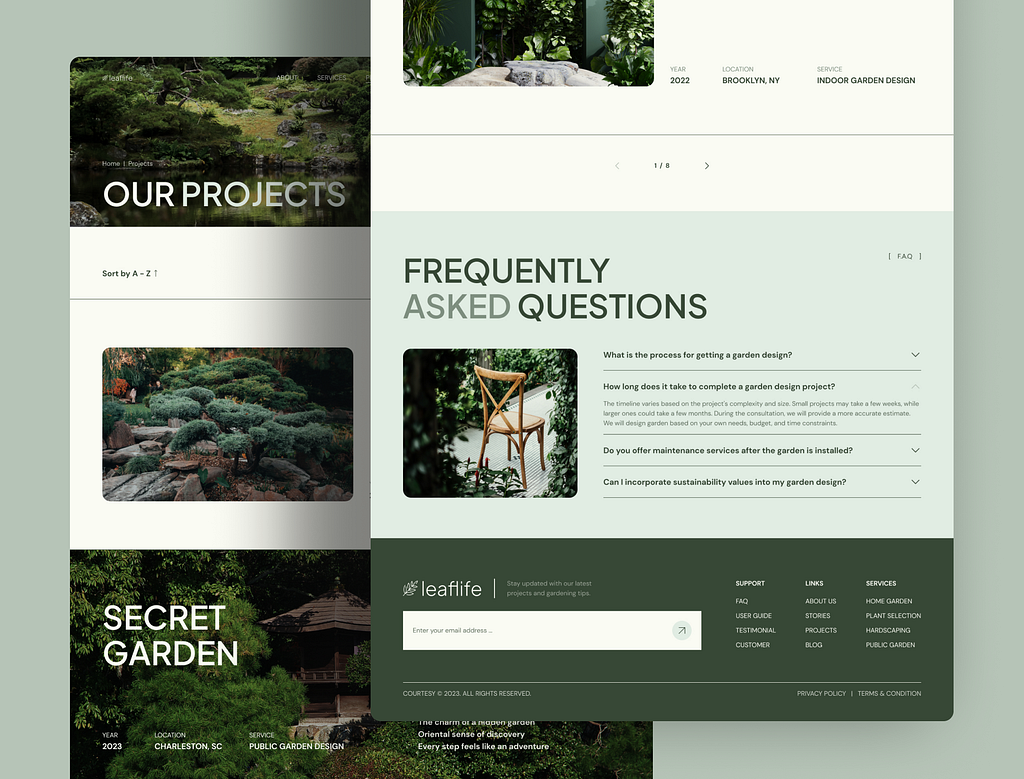 leaflife
ABOUT
SERVICES
Home | Projects
OUR PROJECTS
Sort by A - Z ↑
SECRET
GARDEN
YEAR
2023
LOCATION
CHARLESTON, SC
SERVICE
PUBLIC GARDEN DESIGN
The charm of a hidden garden
Oriental sense of discovery
Every step feels like an adventure
YEAR
2022
LOCATION
BROOKLYN, NY
SERVICE
INDOOR GARDEN DESIGN
1 / 8
FREQUENTLY
ASKED QUESTIONS
[ F.A.Q ]
What is the process for getting a garden design?
How long does it take to complete a garden design project?
The timeline varies based on the project's complexity and size. Small projects may take a few weeks, while
larger ones could take a few months. During the consultation, we will provide a more accurate estimate.
We will design garden based on your own needs, budget, and time constraints.
Do you offer maintenance services after the garden is installed?
Can I incorporate sustainability values into my garden design?
leaflife
Stay updated with our latest
projects and gardening tips.
Enter your email address ...
SUPPORT
FAQ
USER GUIDE
TESTIMONIAL
CUSTOMER
LINKS
ABOUT US
STORIES
PROJECTS
BLOG
SERVICES
HOME GARDEN
PLANT SELECTION
HARDSCAPING
PUBLIC GARDEN
COURTESY © 2023. ALL RIGHTS RESERVED.
PRIVACY POLICY | TERMS & CONDITION